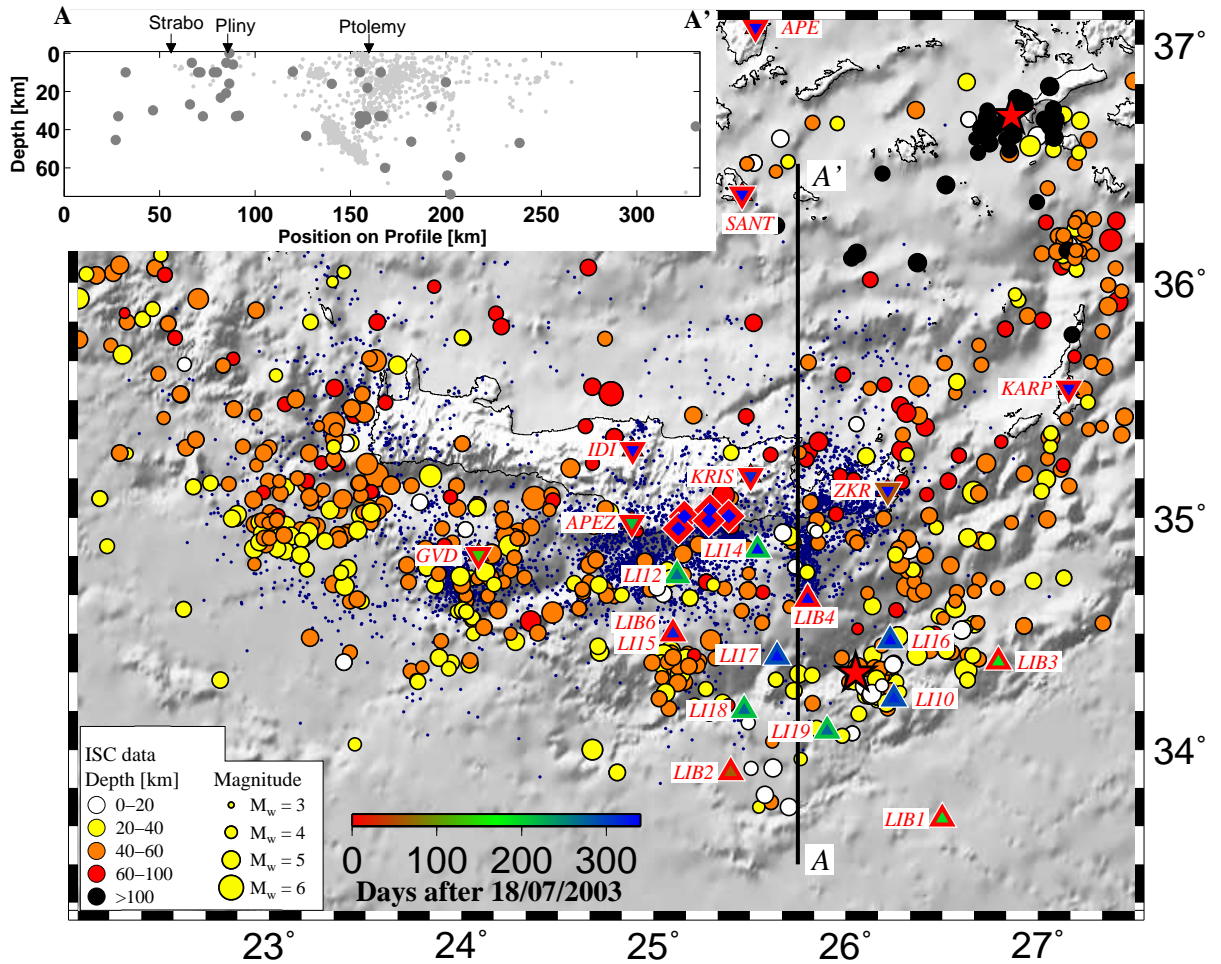 A
A’
Strabo
Pliny
Ptolemy
0
20
40
60
Depth [km]
0
50
100
150
200
250
300
Position on Profile [km]
APE
37˚
A’
SANT
36˚
KARP
IDI
KRIS
ZKR
APEZ
35˚
GVD
LI14
LI12
LIB4
LIB6
LI15
LI16
LI17
LIB3
LI10
LI18
LI19
34˚
LIB2
LIB1
A
ISC data
Depth [km]
0–20
20–40
40–60
60–100
>100
Magnitude
Mw = 3
Mw = 4
Mw = 5
Mw = 6
0
100
200
300
Days after 18/07/2003
23˚
24˚
25˚
26˚
27˚